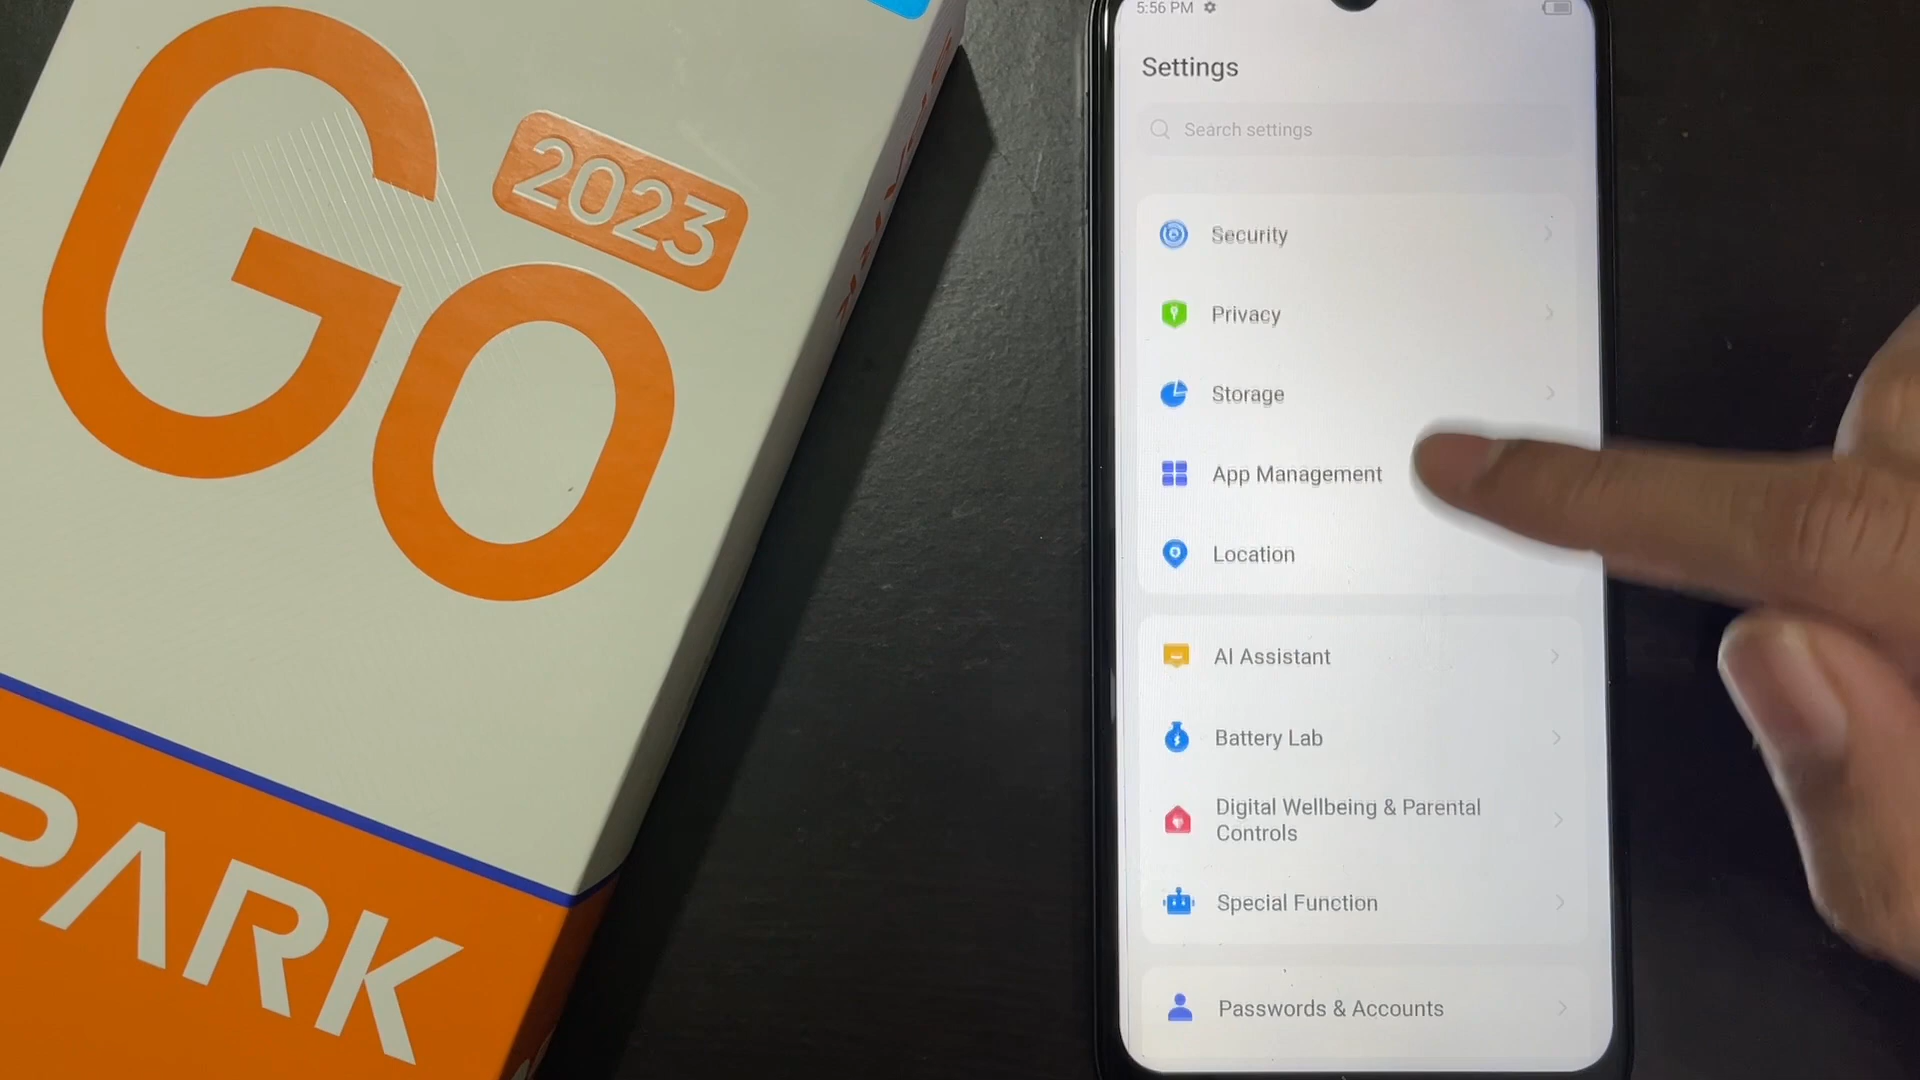 GO
2023
PARK
5:56 PM
Settings
Search settings
Security
Privacy
Storage
App Management
Location
AI Assistant
Battery Lab
Digital Wellbeing & Parental
Controls
Special Function
Passwords & Accounts